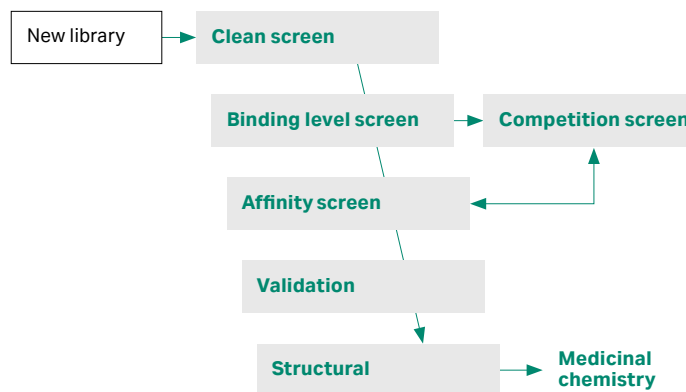 New library
Clean screen
Binding level screen
Competition screen
Affinity screen
Validation
Structural
Medicinal
chemistry